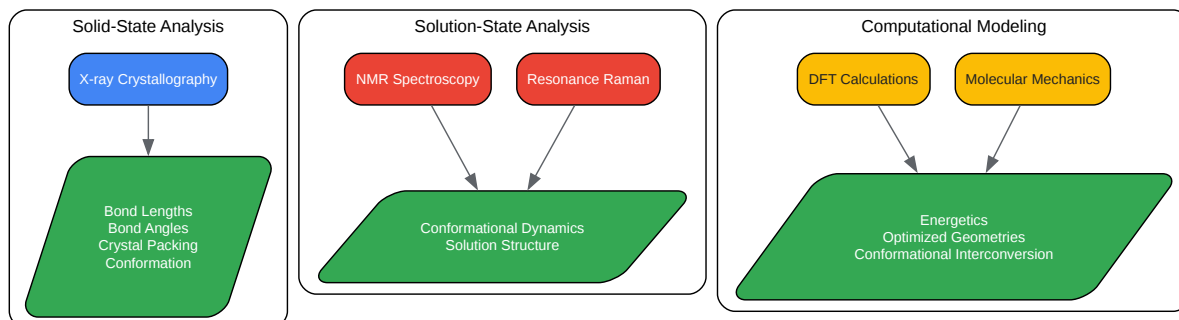 Solid-State Analysis
X-ray Crystallography
Bond Lengths
Bond Angles
Crystal Packing
Conformation
Solution-State Analysis
NMR Spectroscopy
Resonance Raman
Conformational Dynamics
Solution Structure
Computational Modeling
DFT Calculations
Molecular Mechanics
Energetics
Optimized Geometries
Conformational Interconversion